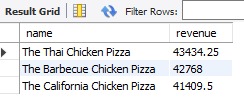 Result Grid Filter Rows:
name revenue
The Thai Chicken Pizza 43434.25
The Barbecue Chicken Pizza 42768
The California Chicken Pizza 41409.5